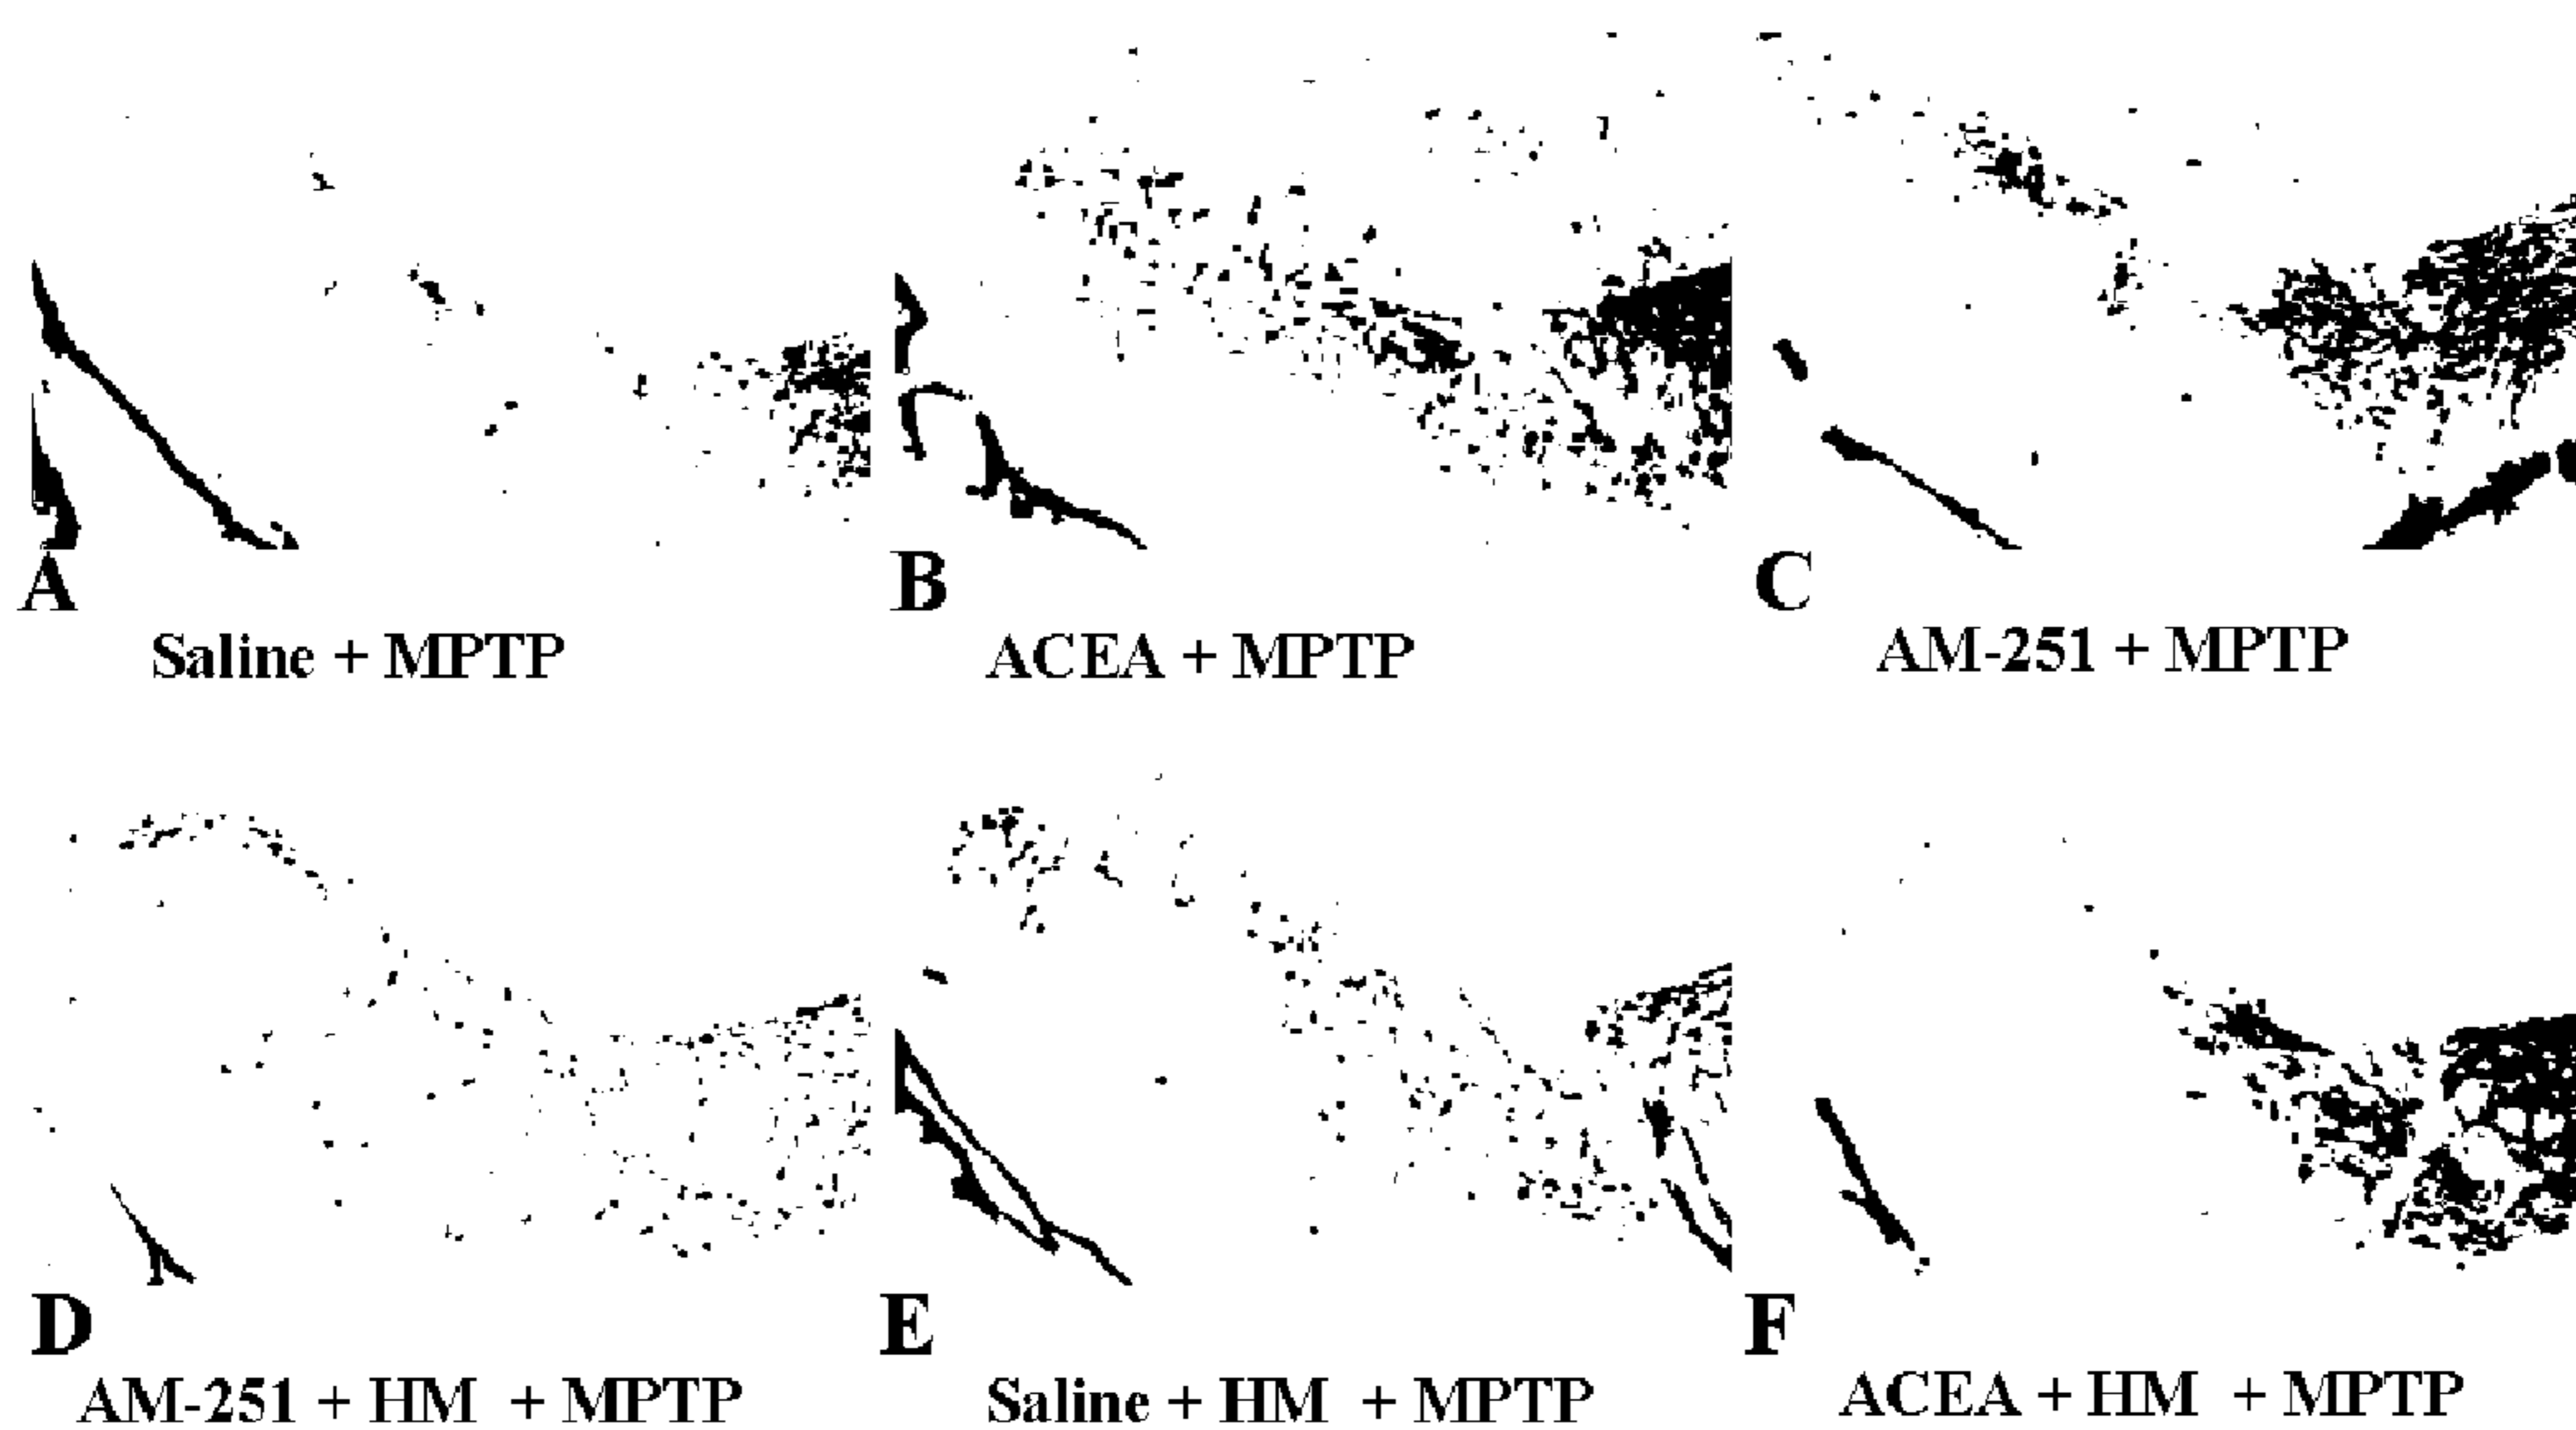 A
B
C
Saline + MPTP
ACEA + MPTP
AM-251 + MPTP
D
E
F
AM-251 + HM + MPTP
Saline + HM + MPTP
ACEA + HM + MPTP